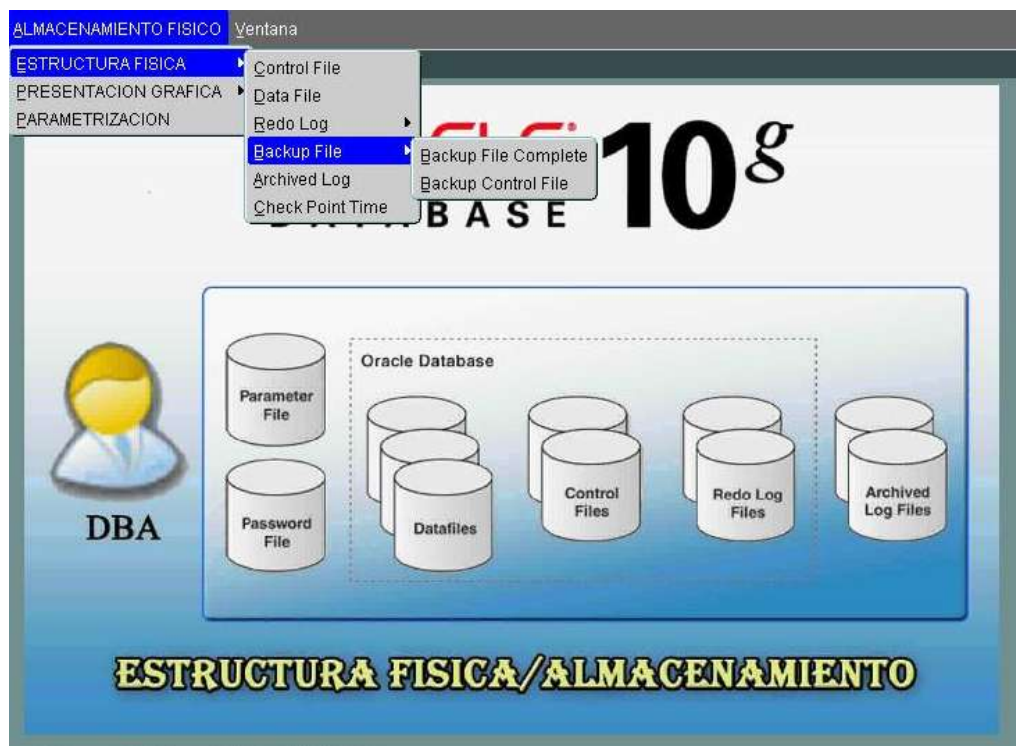 ALMACENAMIENTO FISICO Ventana
ESTRUCTURA FISICA
PRESENTACION GRAFICA
PARAMETRIZACION
Control File
Data File
Redo Log
Backup File
Archived Log
Check Point Time
Backup File Complete
Backup Control File
10g
BASE
Oracle Database
Parameter
File
Password
File
Datafiles
Control
Files
Redo Log
Files
Archived
Log Files
DBA
ESTRUCTURA FISICA/ALMACENAMIENTO